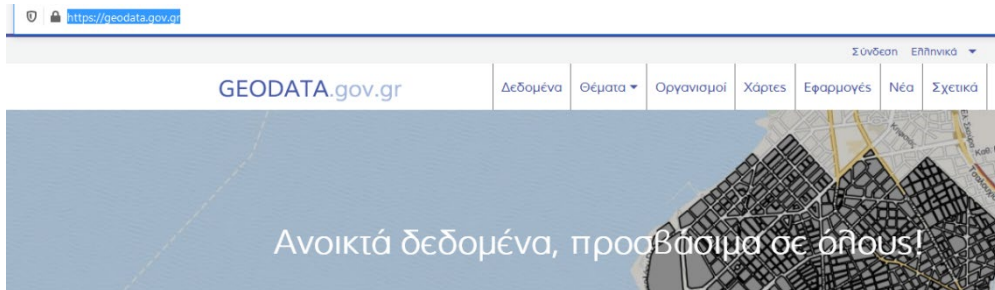 https://geodata.gov.gr
Σύνδεση Ελληνικά
GEODATA.gov.gr
Δεδομένα Θέματα Οργανισμοί Χάρτες Εφαρμογές Νέα Σχετικά
Ανοικτά δεδομένα, προσβάσιμα σε όλους!